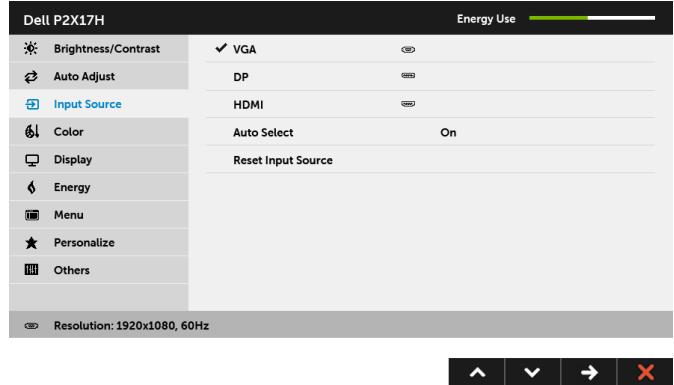 Dell P2X17H
Energy Use
Brightness/Contrast
VGA
Auto Adjust
DP
Input Source
HDMI
Color
Auto Select
On
Display
Reset Input Source
Energy
Menu
Personalize
Others
Resolution: 1920x1080, 60Hz